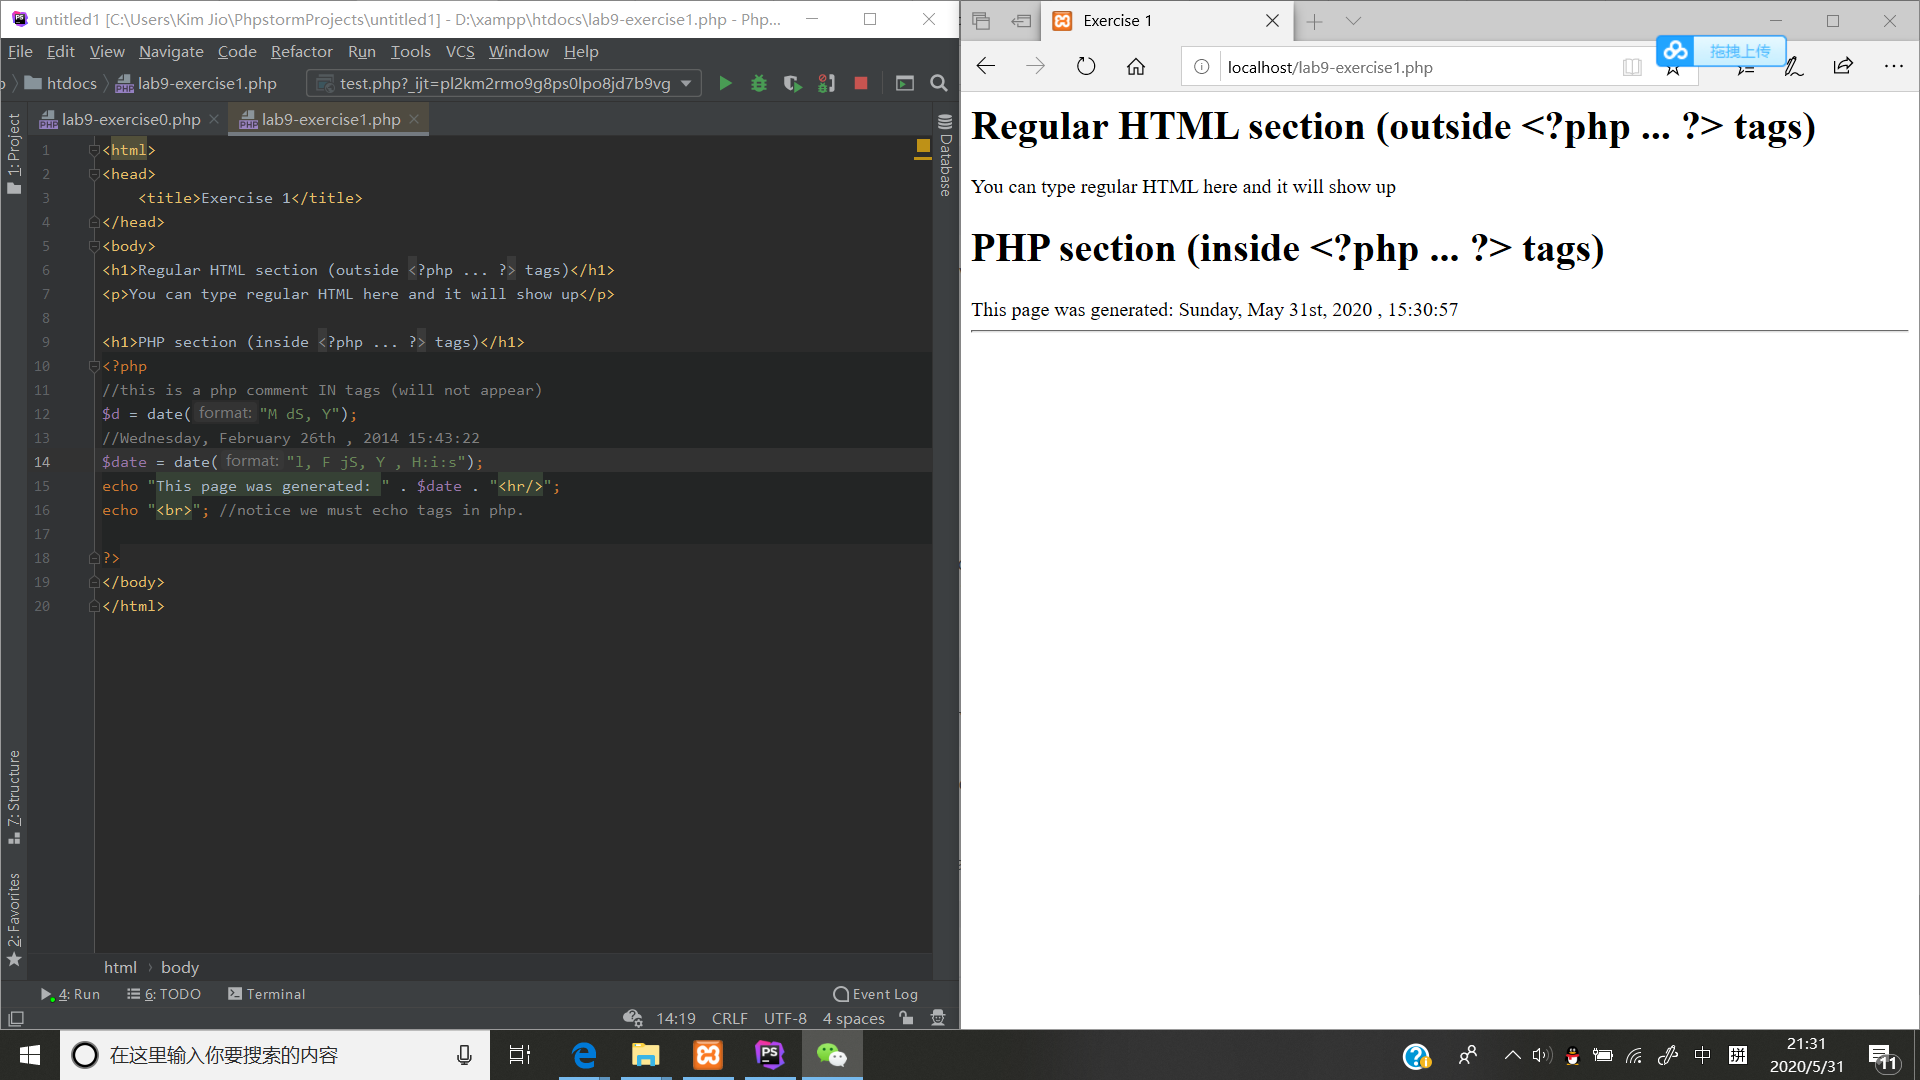 untitled1 [C:\Users\Kim Jio\PhpstormProjects\untitled1] - D:\xampp\htdocs\lab9-exercise1.php - Php...
File Edit View Navigate Code Refactor Run Tools VCS Window Help
htdocs lab9-exercise1.php test.php?_ijt=pl2km2rmo9g8ps0lpo8jd7b9vg
lab9-exercise0.php lab9-exercise1.php
1: Project
7: Structure
2: Favorites
Database
1 <html>
2 <head>
3 <title>Exercise 1</title>
4 </head>
5 <body>
6 <h1>Regular HTML section (outside <?php ... ?> tags)</h1>
7 <p>You can type regular HTML here and it will show up</p>
8
9 <h1>PHP section (inside <?php ... ?> tags)</h1>
10 <?php
11 //this is a php comment IN tags (will not appear)
12 $d = date( format: "M dS, Y");
13 //Wednesday, February 26th , 2014 15:43:22
14 $date = date( format: "l, F jS, Y , H:i:s");
15 echo "This page was generated: " . $date . "<hr/>";
16 echo "<br>"; //notice we must echo tags in php.
17
18 ?>
19 </body>
20 </html>
html › body
4: Run 6: TODO Terminal Event Log
14:19 CRLF UTF-8 4 spaces
Exercise 1
localhost/lab9-exercise1.php
拖拽上传
Regular HTML section (outside <?php ... ?> tags)
You can type regular HTML here and it will show up
PHP section (inside <?php ... ?> tags)
This page was generated: Sunday, May 31st, 2020 , 15:30:57
在这里输入你要搜索的内容
PS
中
拼
21:31
2020/5/31
11